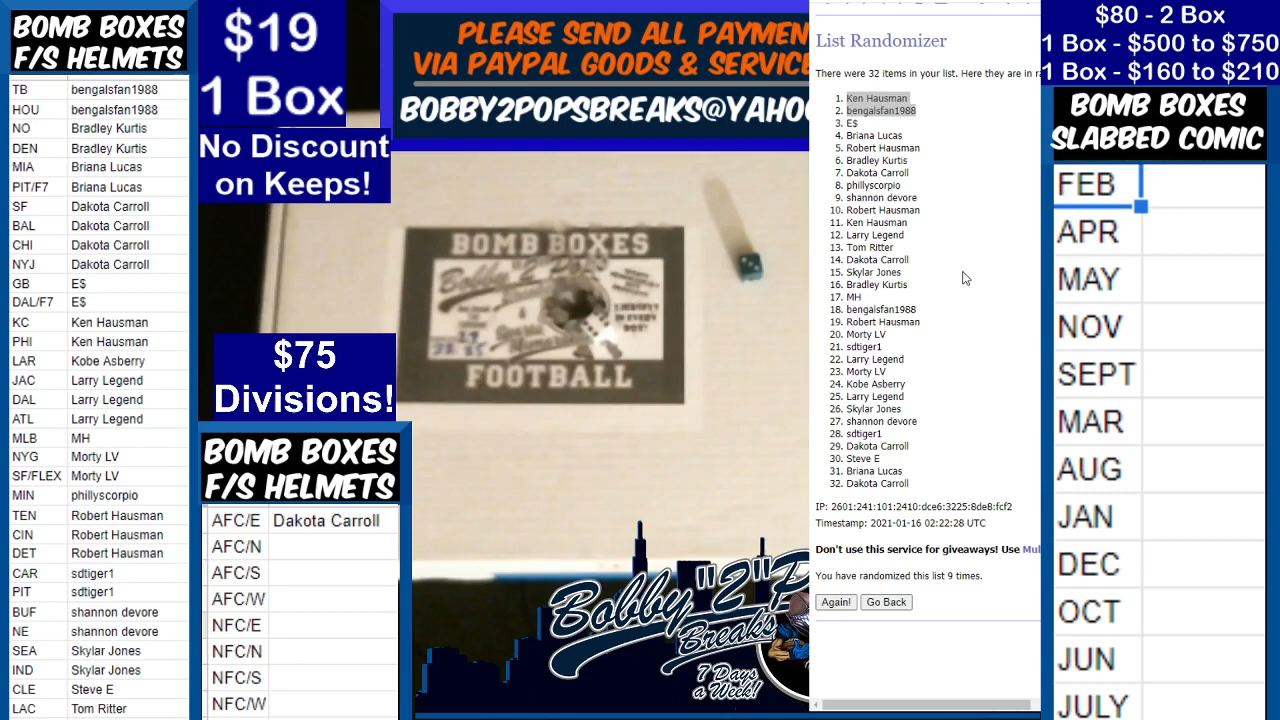 BOMB BOXES
F/S HELMETS
TB bengalsfan1988
HOU bengalsfan1988
NO Bradley Kurtis
DEN Bradley Kurtis
MIA Briana Lucas
PIT/F7 Briana Lucas
SF Dakota Carroll
BAL Dakota Carroll
CHI Dakota Carroll
NYJ Dakota Carroll
GB E$
DAL/F7 E$
KC Ken Hausman
PHI Ken Hausman
LAR Kobe Asberry
JAC Larry Legend
DAL Larry Legend
ATL Larry Legend
MLB MH
NYG Morty LV
SF/FLEX Morty LV
MIN phillyscorpio
TEN Robert Hausman
CIN Robert Hausman
DET Robert Hausman
CAR sdtiger1
PIT sdtiger1
BUF shannon devore
NE shannon devore
SEA Skylar Jones
IND Skylar Jones
CLE Steve E
LAC Tom Ritter
$19
1 Box
No Discount
on Keeps!
$75
Divisions!
BOMB BOXES
F/S HELMETS
AFC/E Dakota Carroll
AFC/N
AFC/S
AFC/W
NFC/E
NFC/N
NFC/S
NFC/W
PLEASE SEND ALL PAYMEN
VIA PAYPAL GOODS & SERVICE
BOBBY2POPSBREAKS@YAHOO
BOMB BOXES
Bobby "2" Pops
FOOTBALL
Bobby "2" P
Breaks
7 Days
a Week!
List Randomizer
There were 32 items in your list. Here they are in ra
1. Ken Hausman
2. bengalsfan1988
3. E$
4. Briana Lucas
5. Robert Hausman
6. Bradley Kurtis
7. Dakota Carroll
8. phillyscorpio
9. shannon devore
10. Robert Hausman
11. Ken Hausman
12. Larry Legend
13. Tom Ritter
14. Dakota Carroll
15. Skylar Jones
16. Bradley Kurtis
17. MH
18. bengalsfan1988
19. Robert Hausman
20. Morty LV
21. sdtiger1
22. Larry Legend
23. Morty LV
24. Kobe Asberry
25. Larry Legend
26. Skylar Jones
27. shannon devore
28. sdtiger1
29. Dakota Carroll
30. Steve E
31. Briana Lucas
32. Dakota Carroll
IP: 2601:241:101:2410:dce6:3225:8de8:fcf2
Timestamp: 2021-01-16 02:22:28 UTC
Don't use this service for giveaways! Use Mul
You have randomized this list 9 times.
Again! Go Back
$80 - 2 Box
1 Box - $500 to $750
1 Box - $160 to $210
BOMB BOXES
SLABBED COMIC
FEB
APR
MAY
NOV
SEPT
MAR
AUG
JAN
DEC
OCT
JUN
JULY